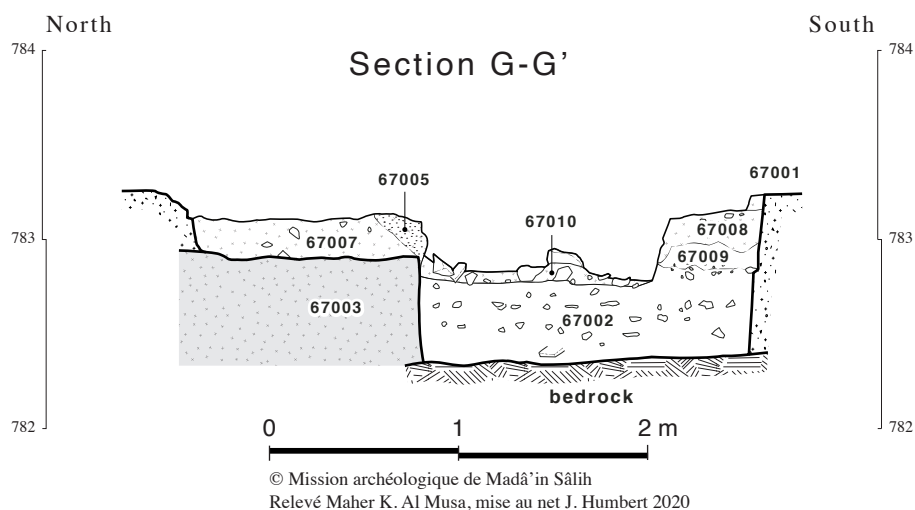 North
South
784
784
Section G-G’
67001
67005
67010
67008
783
67007
783
67009
67003
67002
bedrock
782
782
0 1 2 m
© Mission archéologique de Madâ’in Sâlih
Relevé Maher K. Al Musa, mise au net J. Humbert 2020